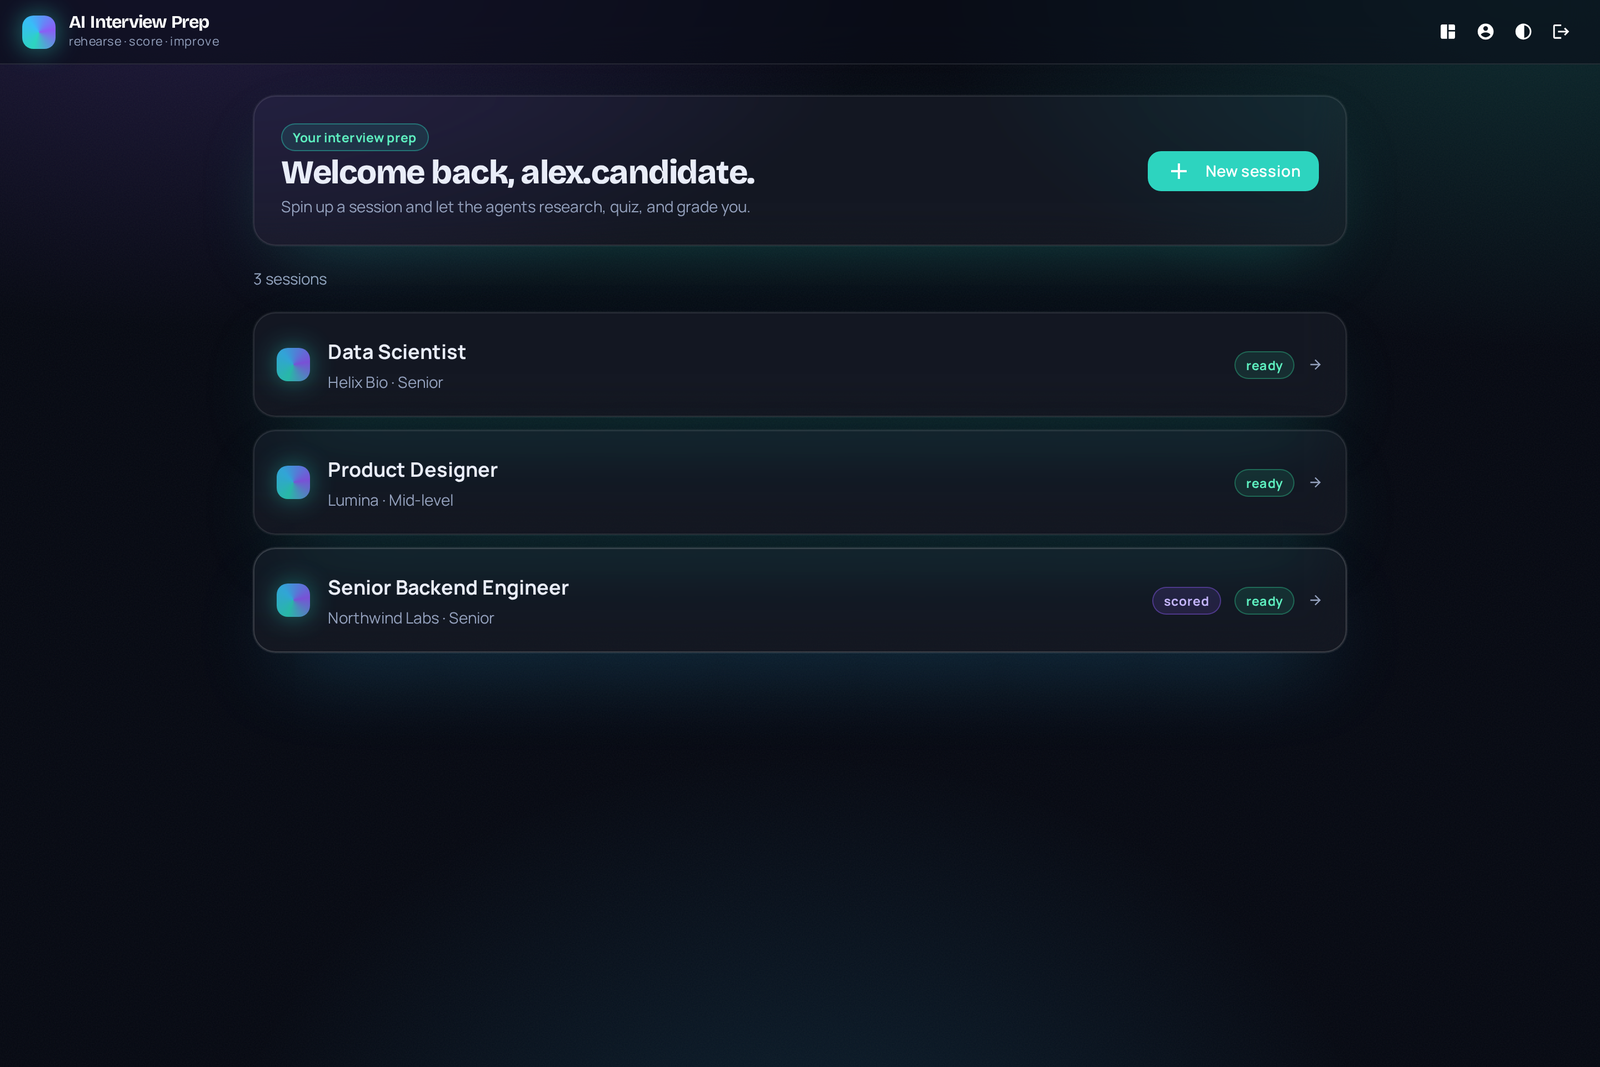 AI Interview Prep
rehearse · score · improve
Your interview prep
Welcome back, alex.candidate.
Spin up a session and let the agents research, quiz, and grade you.
New session
3 sessions
Data Scientist
Helix Bio · Senior
ready
Product Designer
Lumina · Mid-level
ready
Senior Backend Engineer
Northwind Labs · Senior
scored
ready